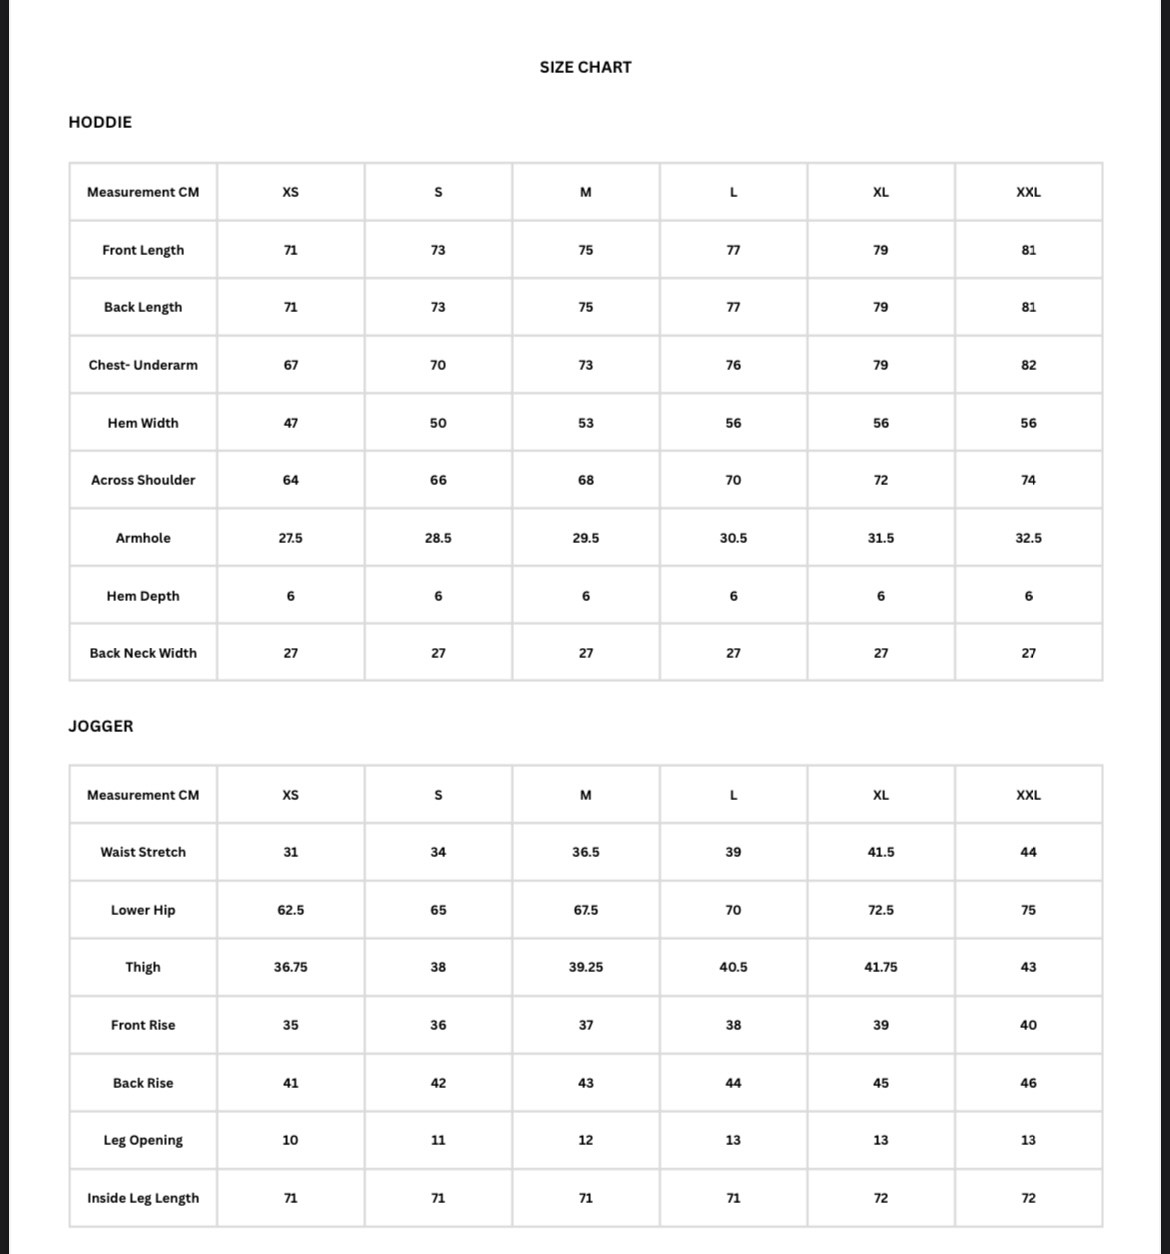 SIZE CHART
HODDIE
Measurement CM XS S M L XL XXL
Front Length 71 73 75 77 79 81
Back Length 71 73 75 77 79 81
Chest- Underarm 67 70 73 76 79 82
Hem Width 47 50 53 56 56 56
Across Shoulder 64 66 68 70 72 74
Armhole 27.5 28.5 29.5 30.5 31.5 32.5
Hem Depth 6 6 6 6 6 6
Back Neck Width 27 27 27 27 27 27
JOGGER
Measurement CM XS S M L XL XXL
Waist Stretch 31 34 36.5 39 41.5 44
Lower Hip 62.5 65 67.5 70 72.5 75
Thigh 36.75 38 39.25 40.5 41.75 43
Front Rise 35 36 37 38 39 40
Back Rise 41 42 43 44 45 46
Leg Opening 10 11 12 13 13 13
Inside Leg Length 71 71 71 71 72 72